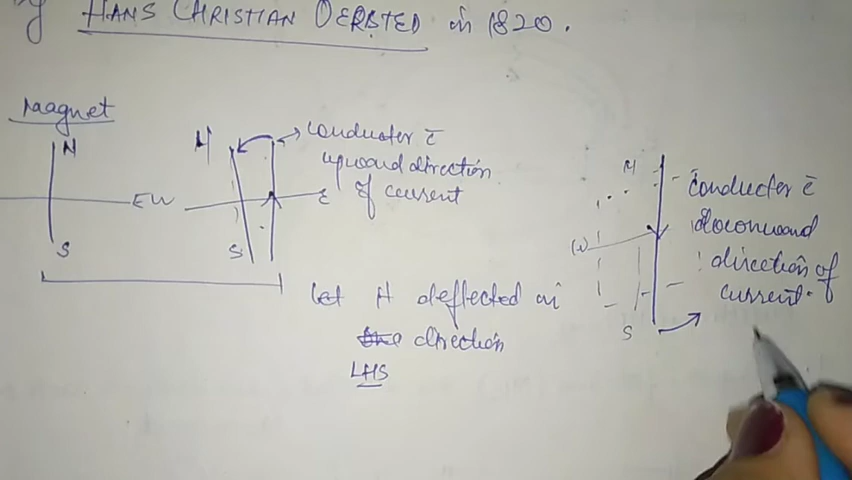 HANS CHRISTIAN OERSTED in 1820.
Magnet
N
S
E
W
N
S
E
conductor c̄
upward direction
of current
Let it deflected in
direction
LHS
N
(W)
S
conductor c̄
downward
direction of
current.